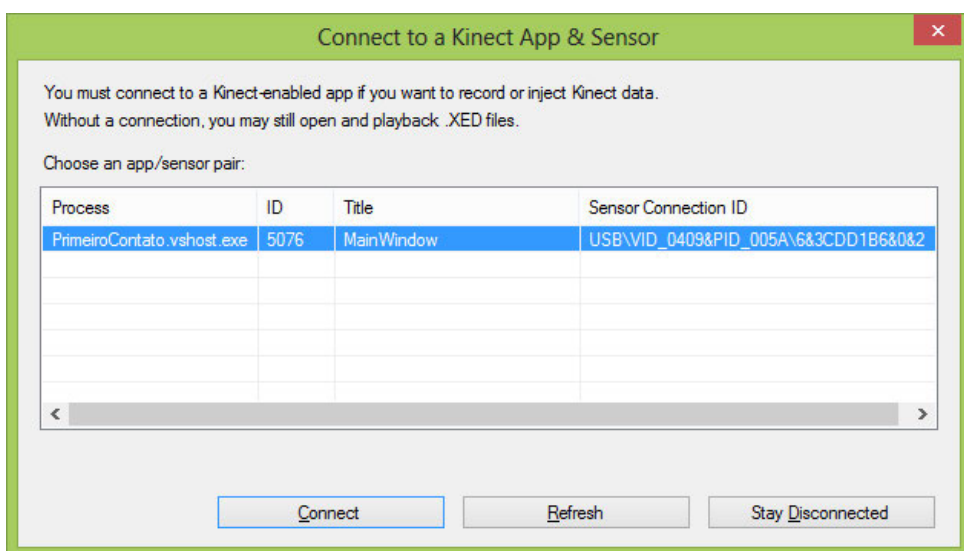 Connect to a Kinect App & Sensor
You must connect to a Kinect-enabled app if you want to record or inject Kinect data.
Without a connection, you may still open and playback .XED files.
Choose an app/sensor pair:
Process ID Title Sensor Connection ID
PrimeiroContato.vshost.exe 5076 MainWindow USB\VID_0409&PID_005A\6&3CDD1B6&0&2
Connect Refresh Stay Disconnected